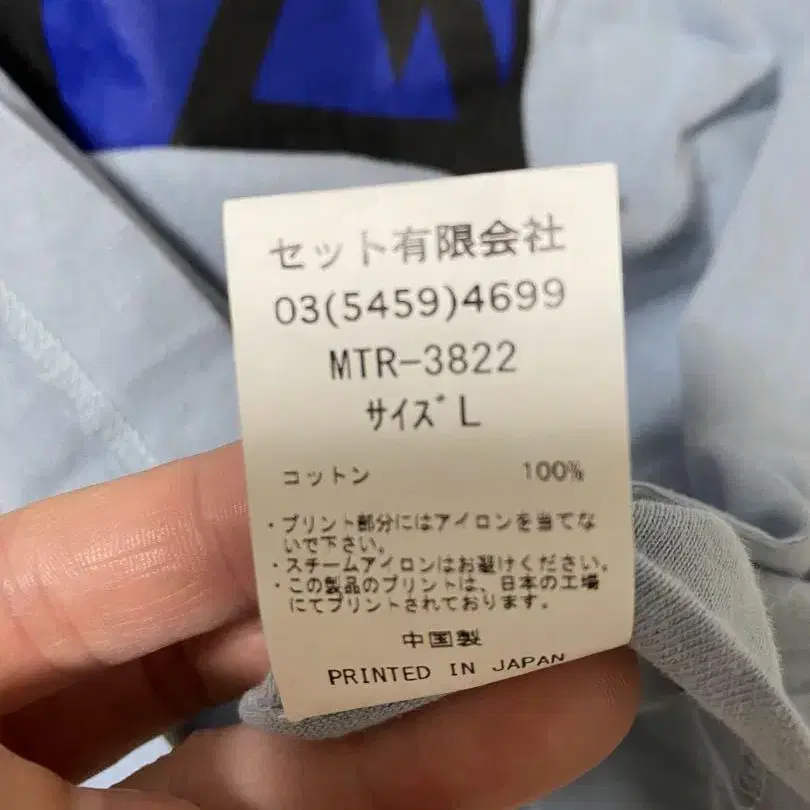 セット有限会社
03(5459)4699
MTR-3822
サイズ L
コットン 100%
・プリント部分にはアイロンを当てな
いで下さい。
・スチームアイロンはお避けください。
・この製品のプリントは、日本の工場
にてプリントされております。
中国製
PRINTED IN JAPAN